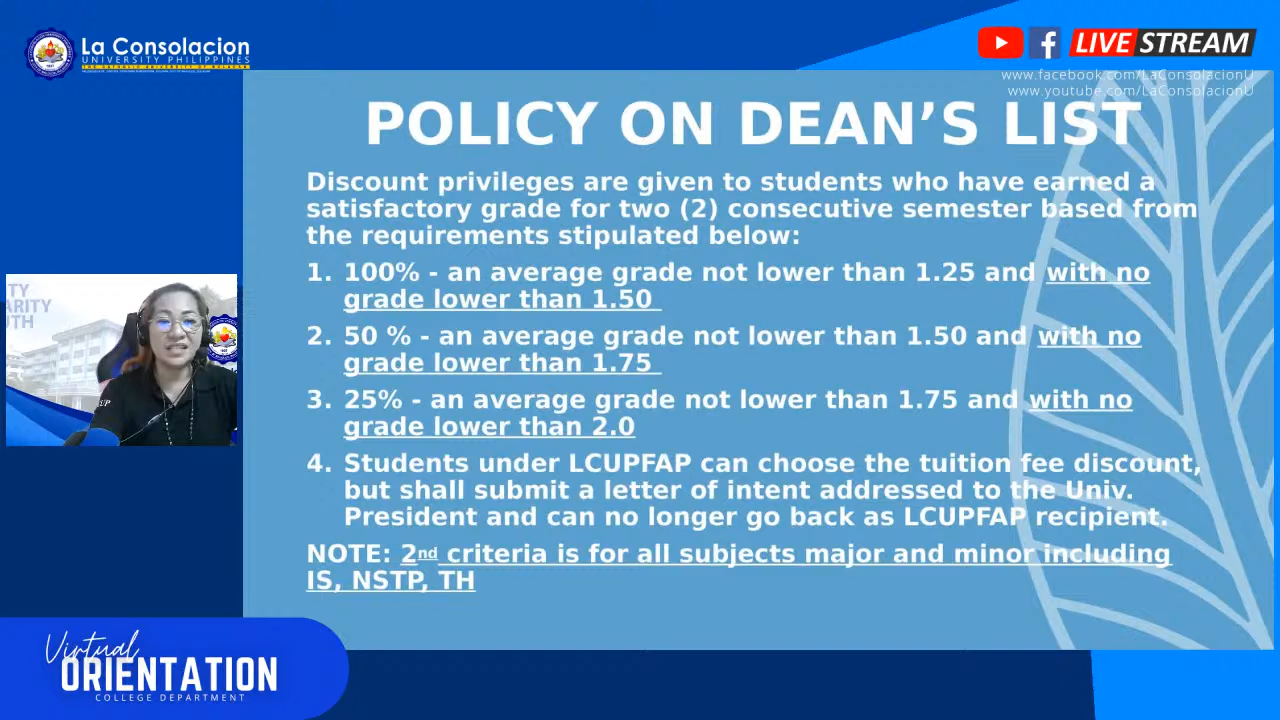 La Consolacion
UNIVERSITY PHILIPPINES
LIVE STREAM
www.facebook.com/LaConsolacionU
www.youtube.com/LaConsolacionU
POLICY ON DEAN’S LIST
Discount privileges are given to students who have earned a
satisfactory grade for two (2) consecutive semester based from
the requirements stipulated below:
1. 100% - an average grade not lower than 1.25 and with no
grade lower than 1.50
2. 50 % - an average grade not lower than 1.50 and with no
grade lower than 1.75
3. 25% - an average grade not lower than 1.75 and with no
grade lower than 2.0
4. Students under LCUPFAP can choose the tuition fee discount,
but shall submit a letter of intent addressed to the Univ.
President and can no longer go back as LCUPFAP recipient.
NOTE: 2nd criteria is for all subjects major and minor including
IS, NSTP, TH
Virtual
ORIENTATION
COLLEGE DEPARTMENT